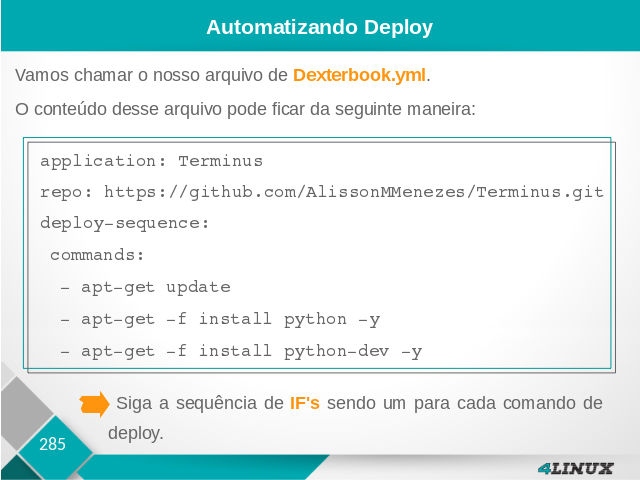 Automatizando Deploy
Vamos chamar o nosso arquivo de Dexterbook.yml.
O conteúdo desse arquivo pode ficar da seguinte maneira:
application: Terminus
repo: https://github.com/AlissonMMenezes/Terminus.git
deploy-sequence:
commands:
- apt-get update
- apt-get -f install python -y
- apt-get -f install python-dev -y
Siga a sequência de IF's sendo um para cada comando de
deploy.
285
4LINUX